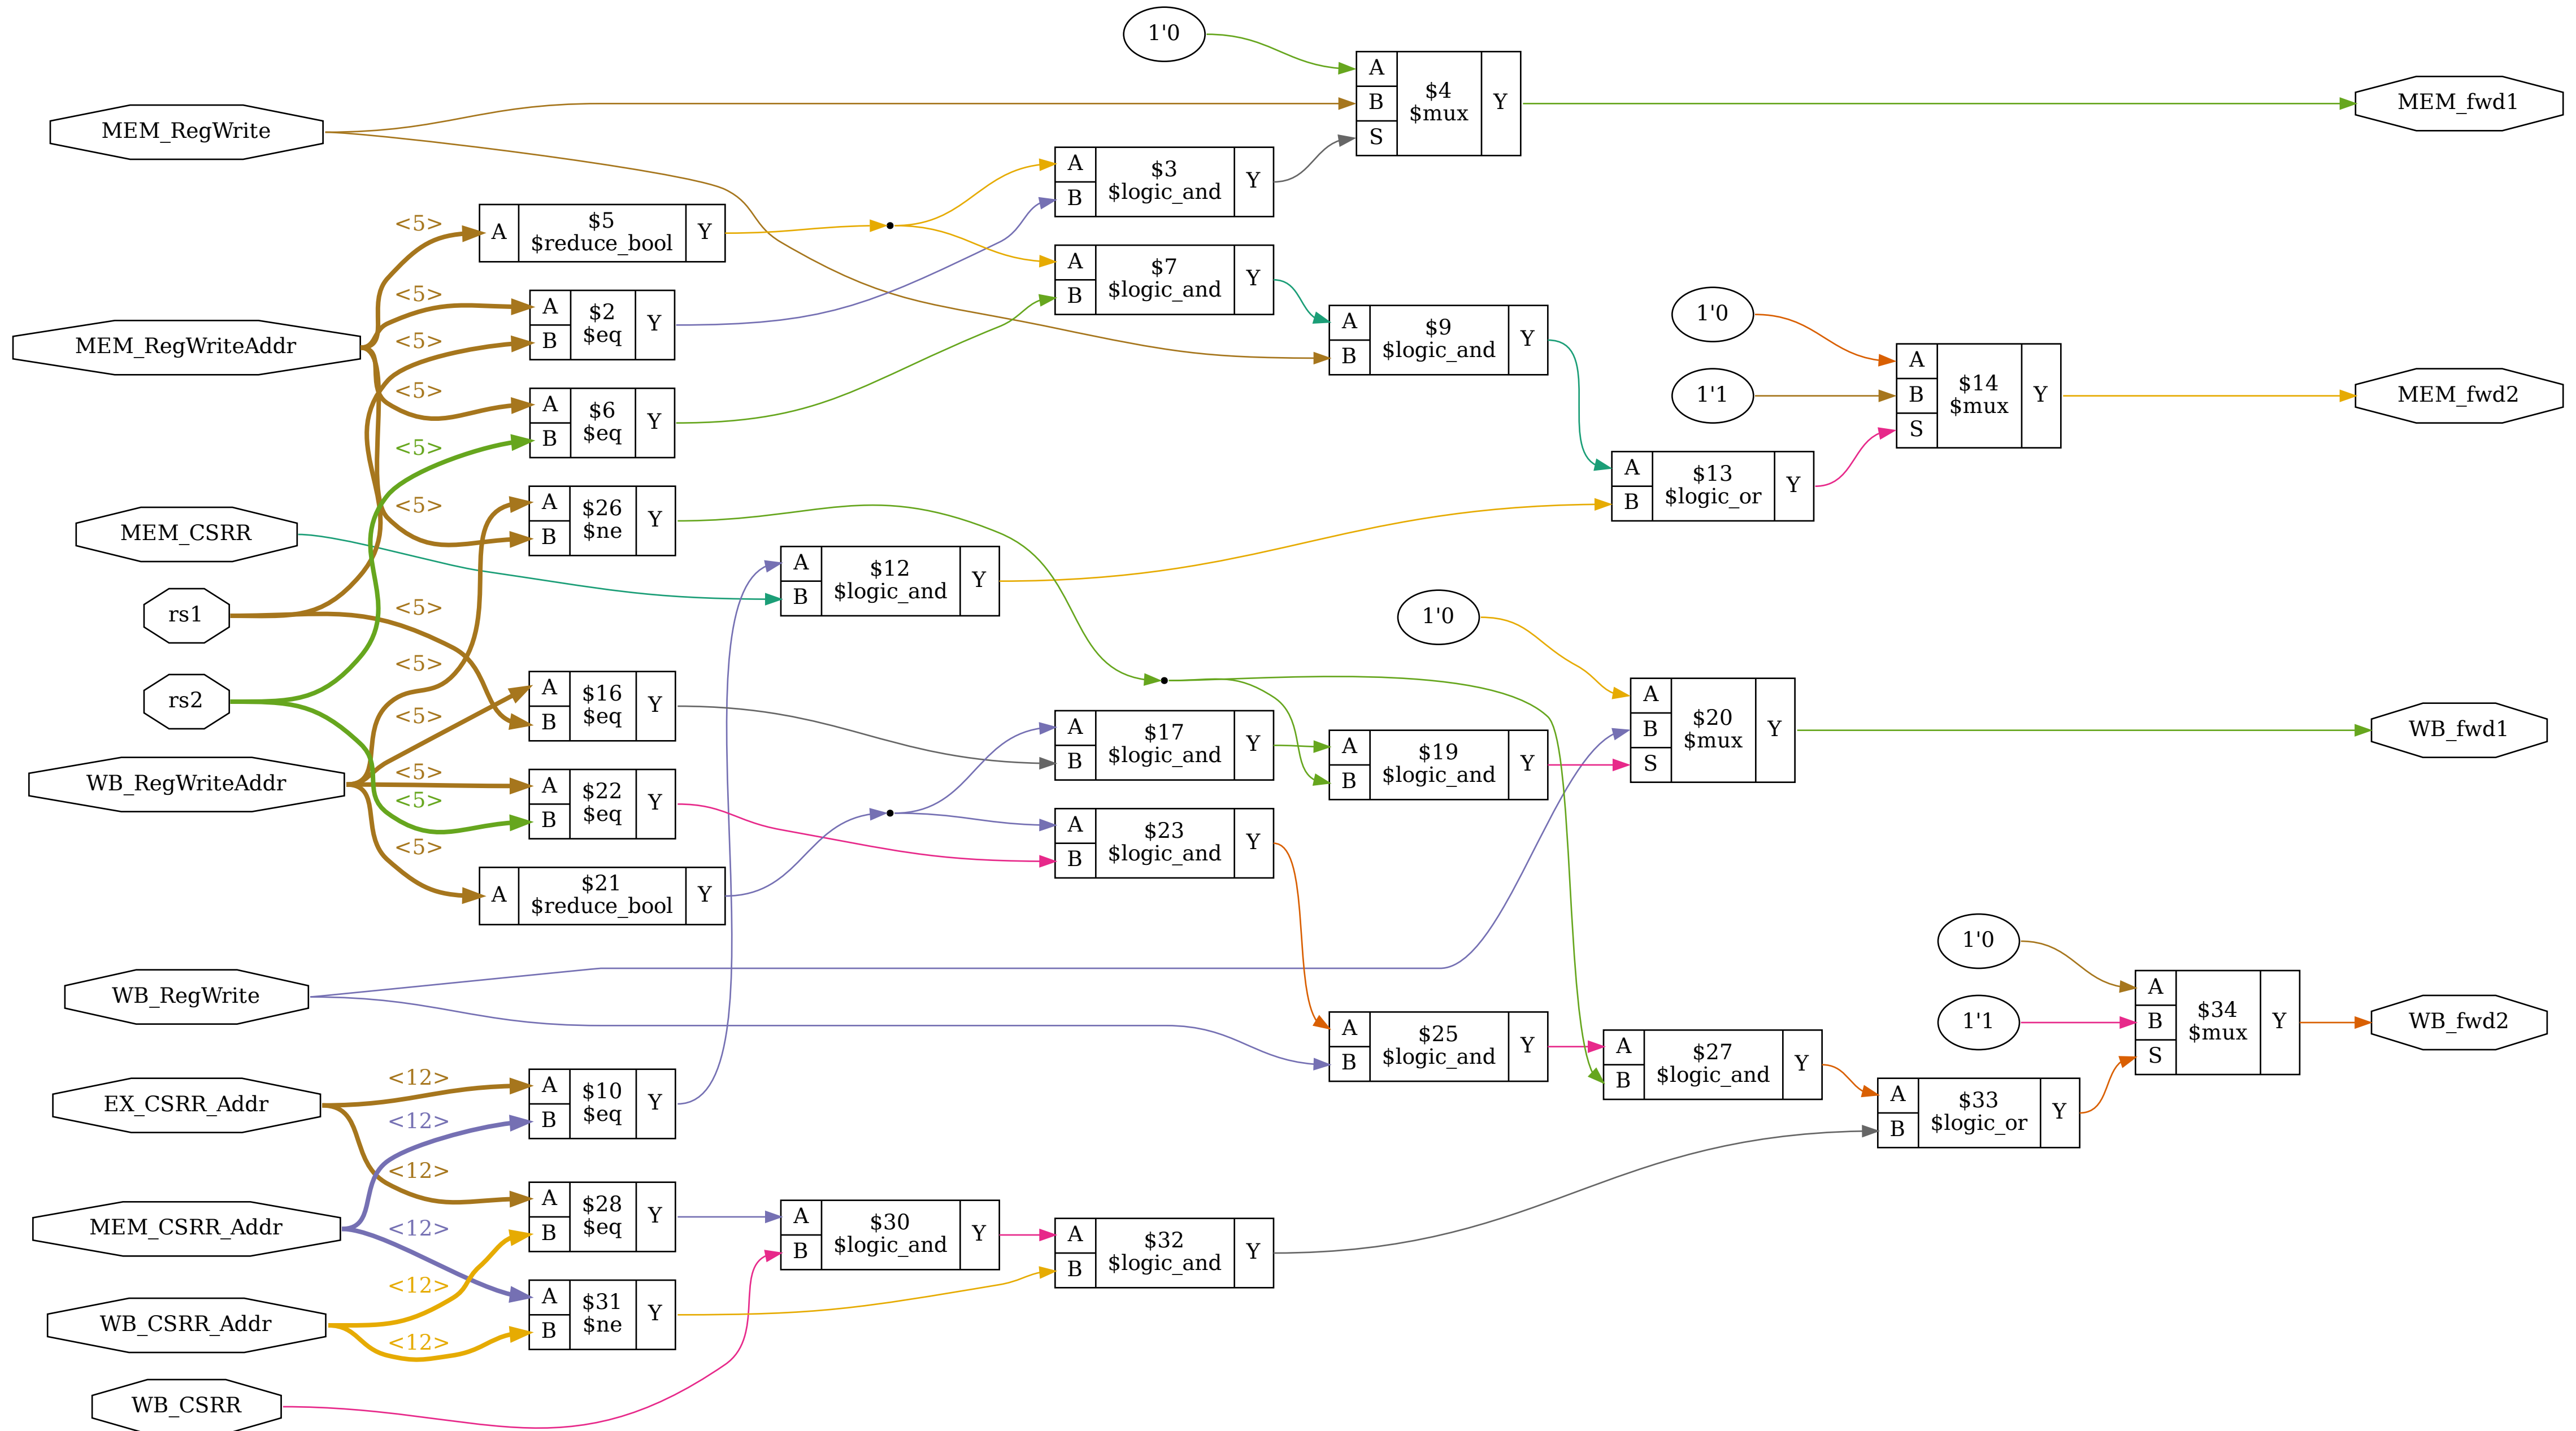 1'0
A
B
S
$4
$mux
Y
MEM_fwd1
MEM_RegWrite
A
B
$3
$logic_and
Y
<5>
A
$5
$reduce_bool
Y
A
B
$7
$logic_and
Y
<5>
A
B
$2
$eq
Y
<5>
MEM_RegWriteAddr
A
B
$9
$logic_and
Y
1'0
1'1
A
B
S
$14
$mux
Y
MEM_fwd2
<5>
A
B
$6
$eq
Y
<5>
A
B
$13
$logic_or
Y
<5>
A
B
$26
$ne
Y
MEM_CSRR
A
B
$12
$logic_and
Y
rs1
<5>
1'0
<5>
rs2
A
B
$16
$eq
Y
<5>
A
B
$17
$logic_and
Y
A
B
$19
$logic_and
Y
A
B
S
$20
$mux
Y
WB_fwd1
WB_RegWriteAddr
<5>
<5>
A
B
$22
$eq
Y
A
B
$23
$logic_and
Y
<5>
A
$21
$reduce_bool
Y
WB_RegWrite
1'0
1'1
A
B
S
$34
$mux
Y
WB_fwd2
A
B
$25
$logic_and
Y
A
B
$27
$logic_and
Y
<12>
EX_CSRR_Addr
<12>
A
B
$10
$eq
Y
A
B
$33
$logic_or
Y
<12>
A
B
$28
$eq
Y
MEM_CSRR_Addr
<12>
A
B
$30
$logic_and
Y
A
B
$32
$logic_and
Y
<12>
A
B
$31
$ne
Y
WB_CSRR_Addr
<12>
WB_CSRR